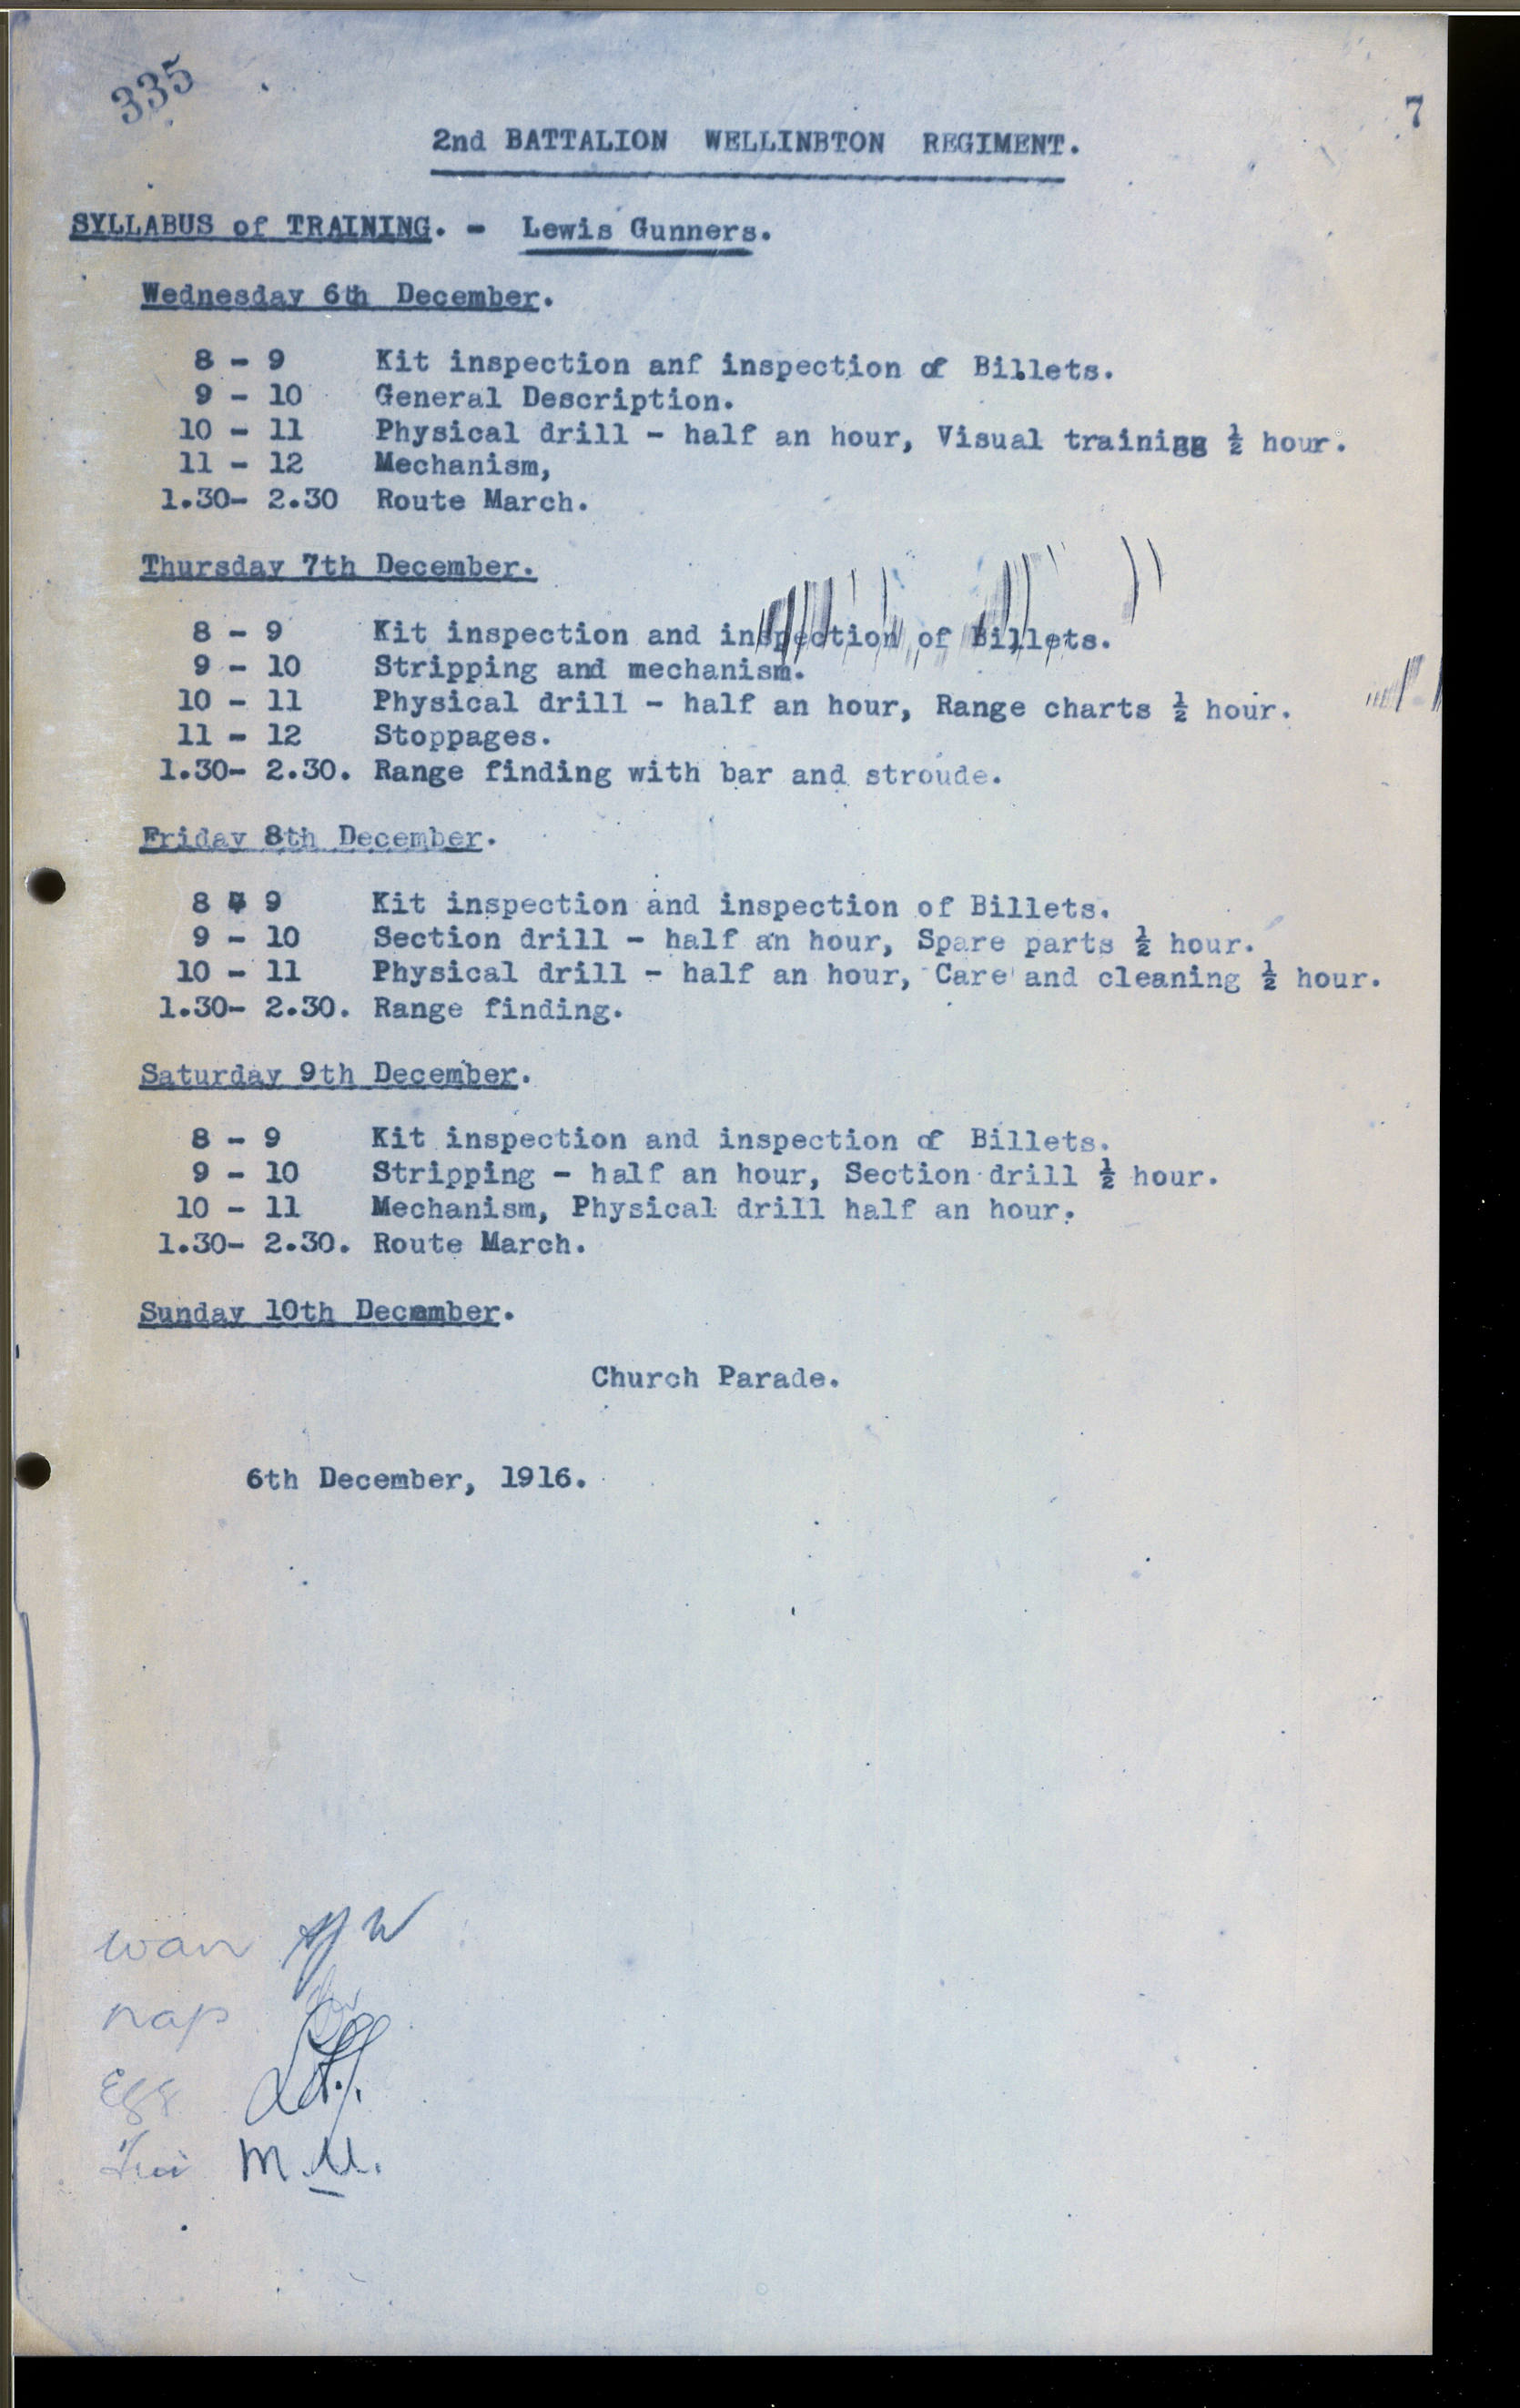 335
7
2nd BATTALION WELLINBTON REGIMENT.
SYLLABUS of TRAINING. - Lewis Gunners.
Wednesday 6th December.
8 - 9 Kit inspection anf inspection of Billets.
9 - 10 General Description.
10 - 11 Physical drill - half an hour, Visual training ½ hour.
11 - 12 Mechanism,
1.30- 2.30 Route March.
Thursday 7th December.
8 - 9 Kit inspection and inspection of Billets.
9 - 10 Stripping and mechanism.
10 - 11 Physical drill - half an hour, Range charts ½ hour.
11 - 12 Stoppages.
1.30- 2.30. Range finding with bar and stroude.
Friday 8th December.
8 - 9 Kit inspection and inspection of Billets.
9 - 10 Section drill - half an hour, Spare parts ½ hour.
10 - 11 Physical drill - half an hour, Care and cleaning ½ hour.
1.30- 2.30. Range finding.
Saturday 9th December.
8 - 9 Kit inspection and inspection of Billets.
9 - 10 Stripping - half an hour, Section drill ½ hour.
10 - 11 Mechanism, Physical drill half an hour.
1.30- 2.30. Route March.
Sunday 10th December.
Church Parade.
6th December, 1916.
wan
nap
M.M.